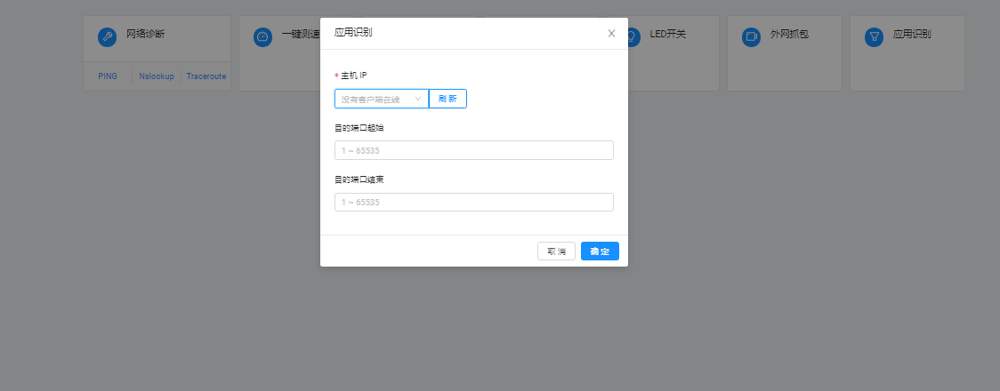 网络诊断
PING
Nslookup
Traceroute
一键测速
LED开关
外网抓包
应用识别
应用识别
* 主机 IP
没有客户端在线
刷 新
目的端口起始
1 ~ 65535
目的端口结束
1 ~ 65535
取 消
确 定